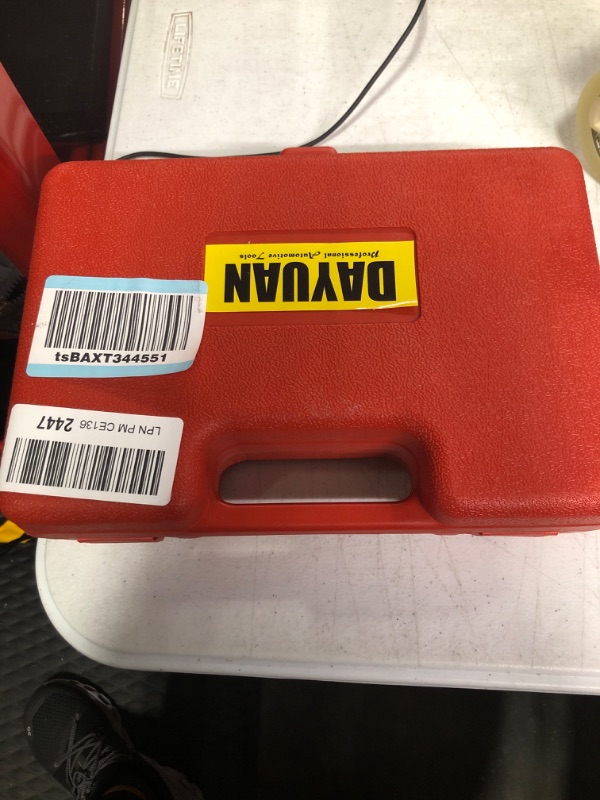 LIFETIME
DAYUAN
Professional Automotive Tools
tsBAXT344551
LPN PM CE136 2447